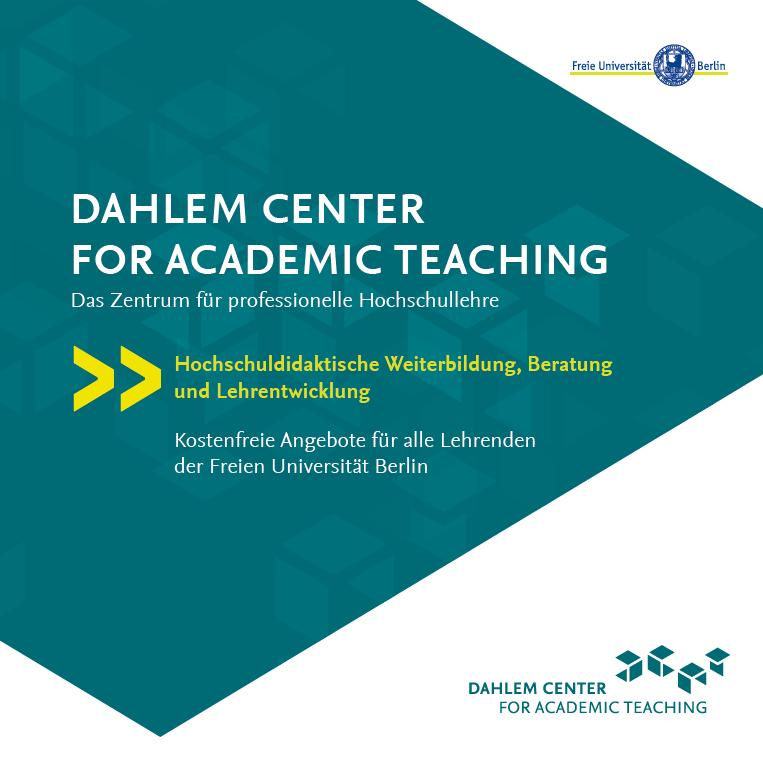 Freie Universität Berlin
DAHLEM CENTER
FOR ACADEMIC TEACHING
Das Zentrum für professionelle Hochschullehre
Hochschuldidaktische Weiterbildung, Beratung
und Lehrentwicklung
Kostenfreie Angebote für alle Lehrenden
der Freien Universität Berlin
DAHLEM CENTER
FOR ACADEMIC TEACHING